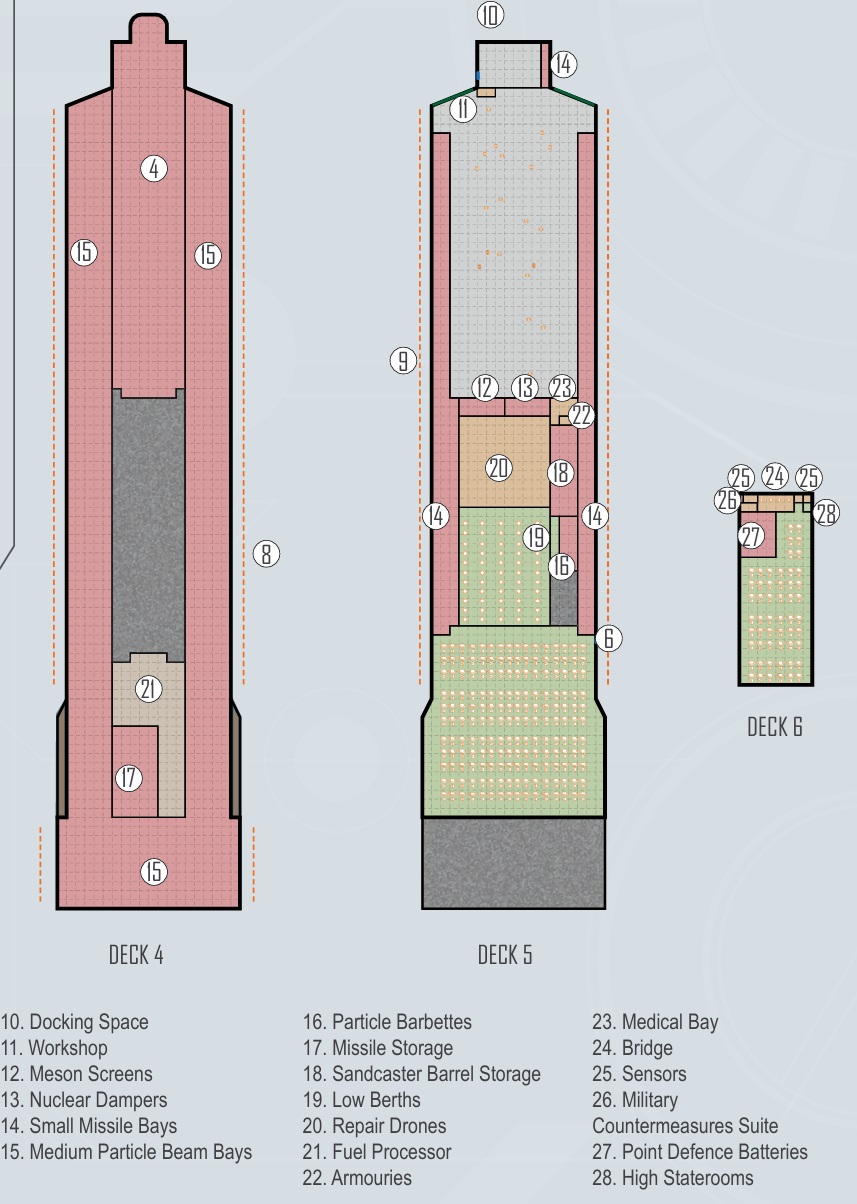 10
14
11
4
15
15
9
12
13
23
22
20
18
14
14
19
16
8
6
21
17
15
25
24
25
26
28
27
DECK 6
DECK 4
DECK 5
10. Docking Space
11. Workshop
12. Meson Screens
13. Nuclear Dampers
14. Small Missile Bays
15. Medium Particle Beam Bays
16. Particle Barbettes
17. Missile Storage
18. Sandcaster Barrel Storage
19. Low Berths
20. Repair Drones
21. Fuel Processor
22. Armouries
23. Medical Bay
24. Bridge
25. Sensors
26. Military
Countermeasures Suite
27. Point Defence Batteries
28. High Staterooms